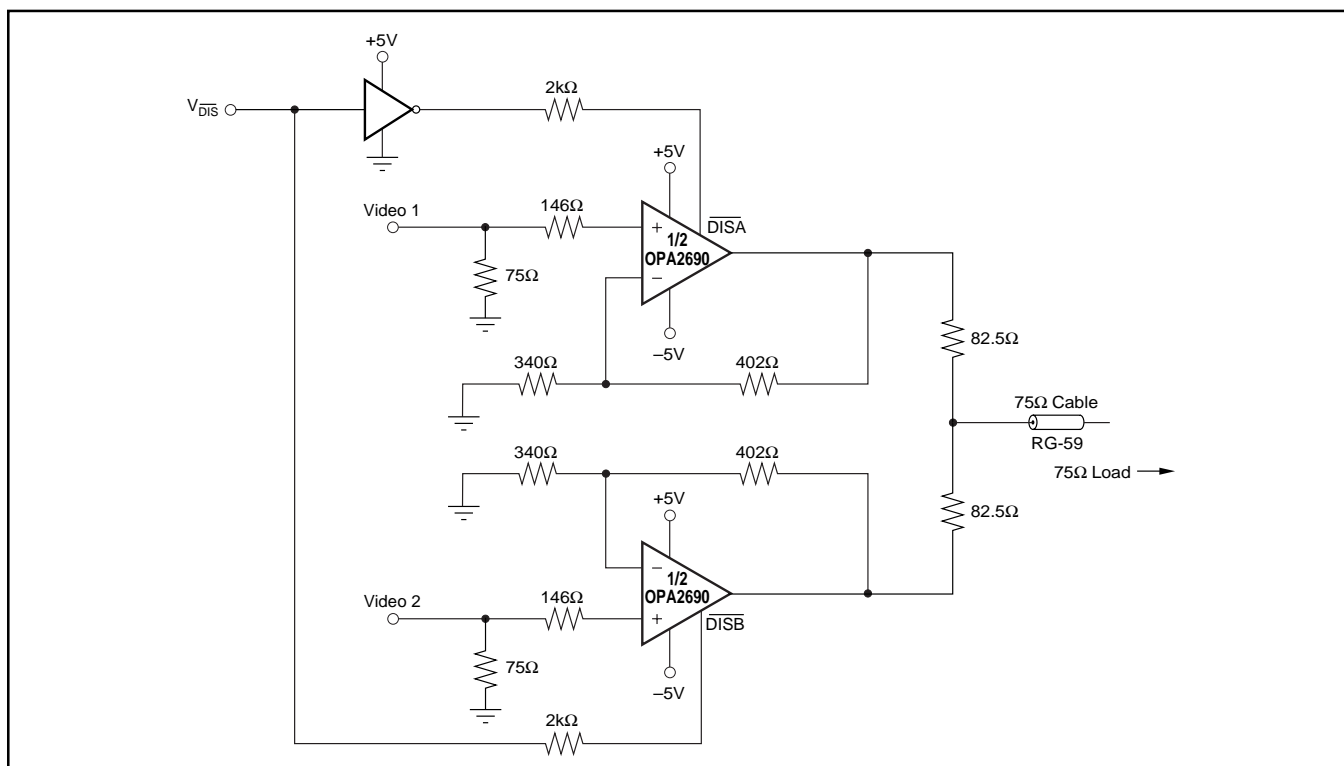 +5V
V DIS
2kΩ
+5V
Video 1
146Ω
DISA
+
1/2
OPA2690
−
75Ω
−5V
82.5Ω
340Ω
402Ω
75Ω Cable
RG-59
340Ω
402Ω
75Ω Load
+5V
82.5Ω
−
1/2
OPA2690
Video 2
146Ω
+
DISB
75Ω
−5V
2kΩ